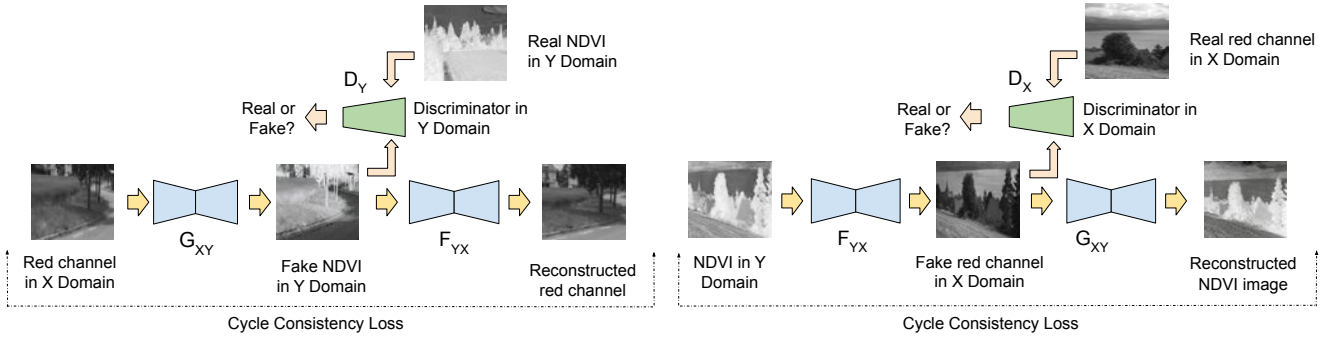 Real NDVI
in Y Domain
D_Y
Real or
Fake?
Discriminator in
Y Domain
G_XY
F_YX
Red channel
in X Domain
Fake NDVI
in Y Domain
Reconstructed
red channel
Cycle Consistency Loss
Real red channel
in X Domain
D_X
Real or
Fake?
Discriminator in
X Domain
F_YX
G_XY
NDVI in Y
Domain
Fake red channel
in X Domain
Reconstructed
NDVI image
Cycle Consistency Loss